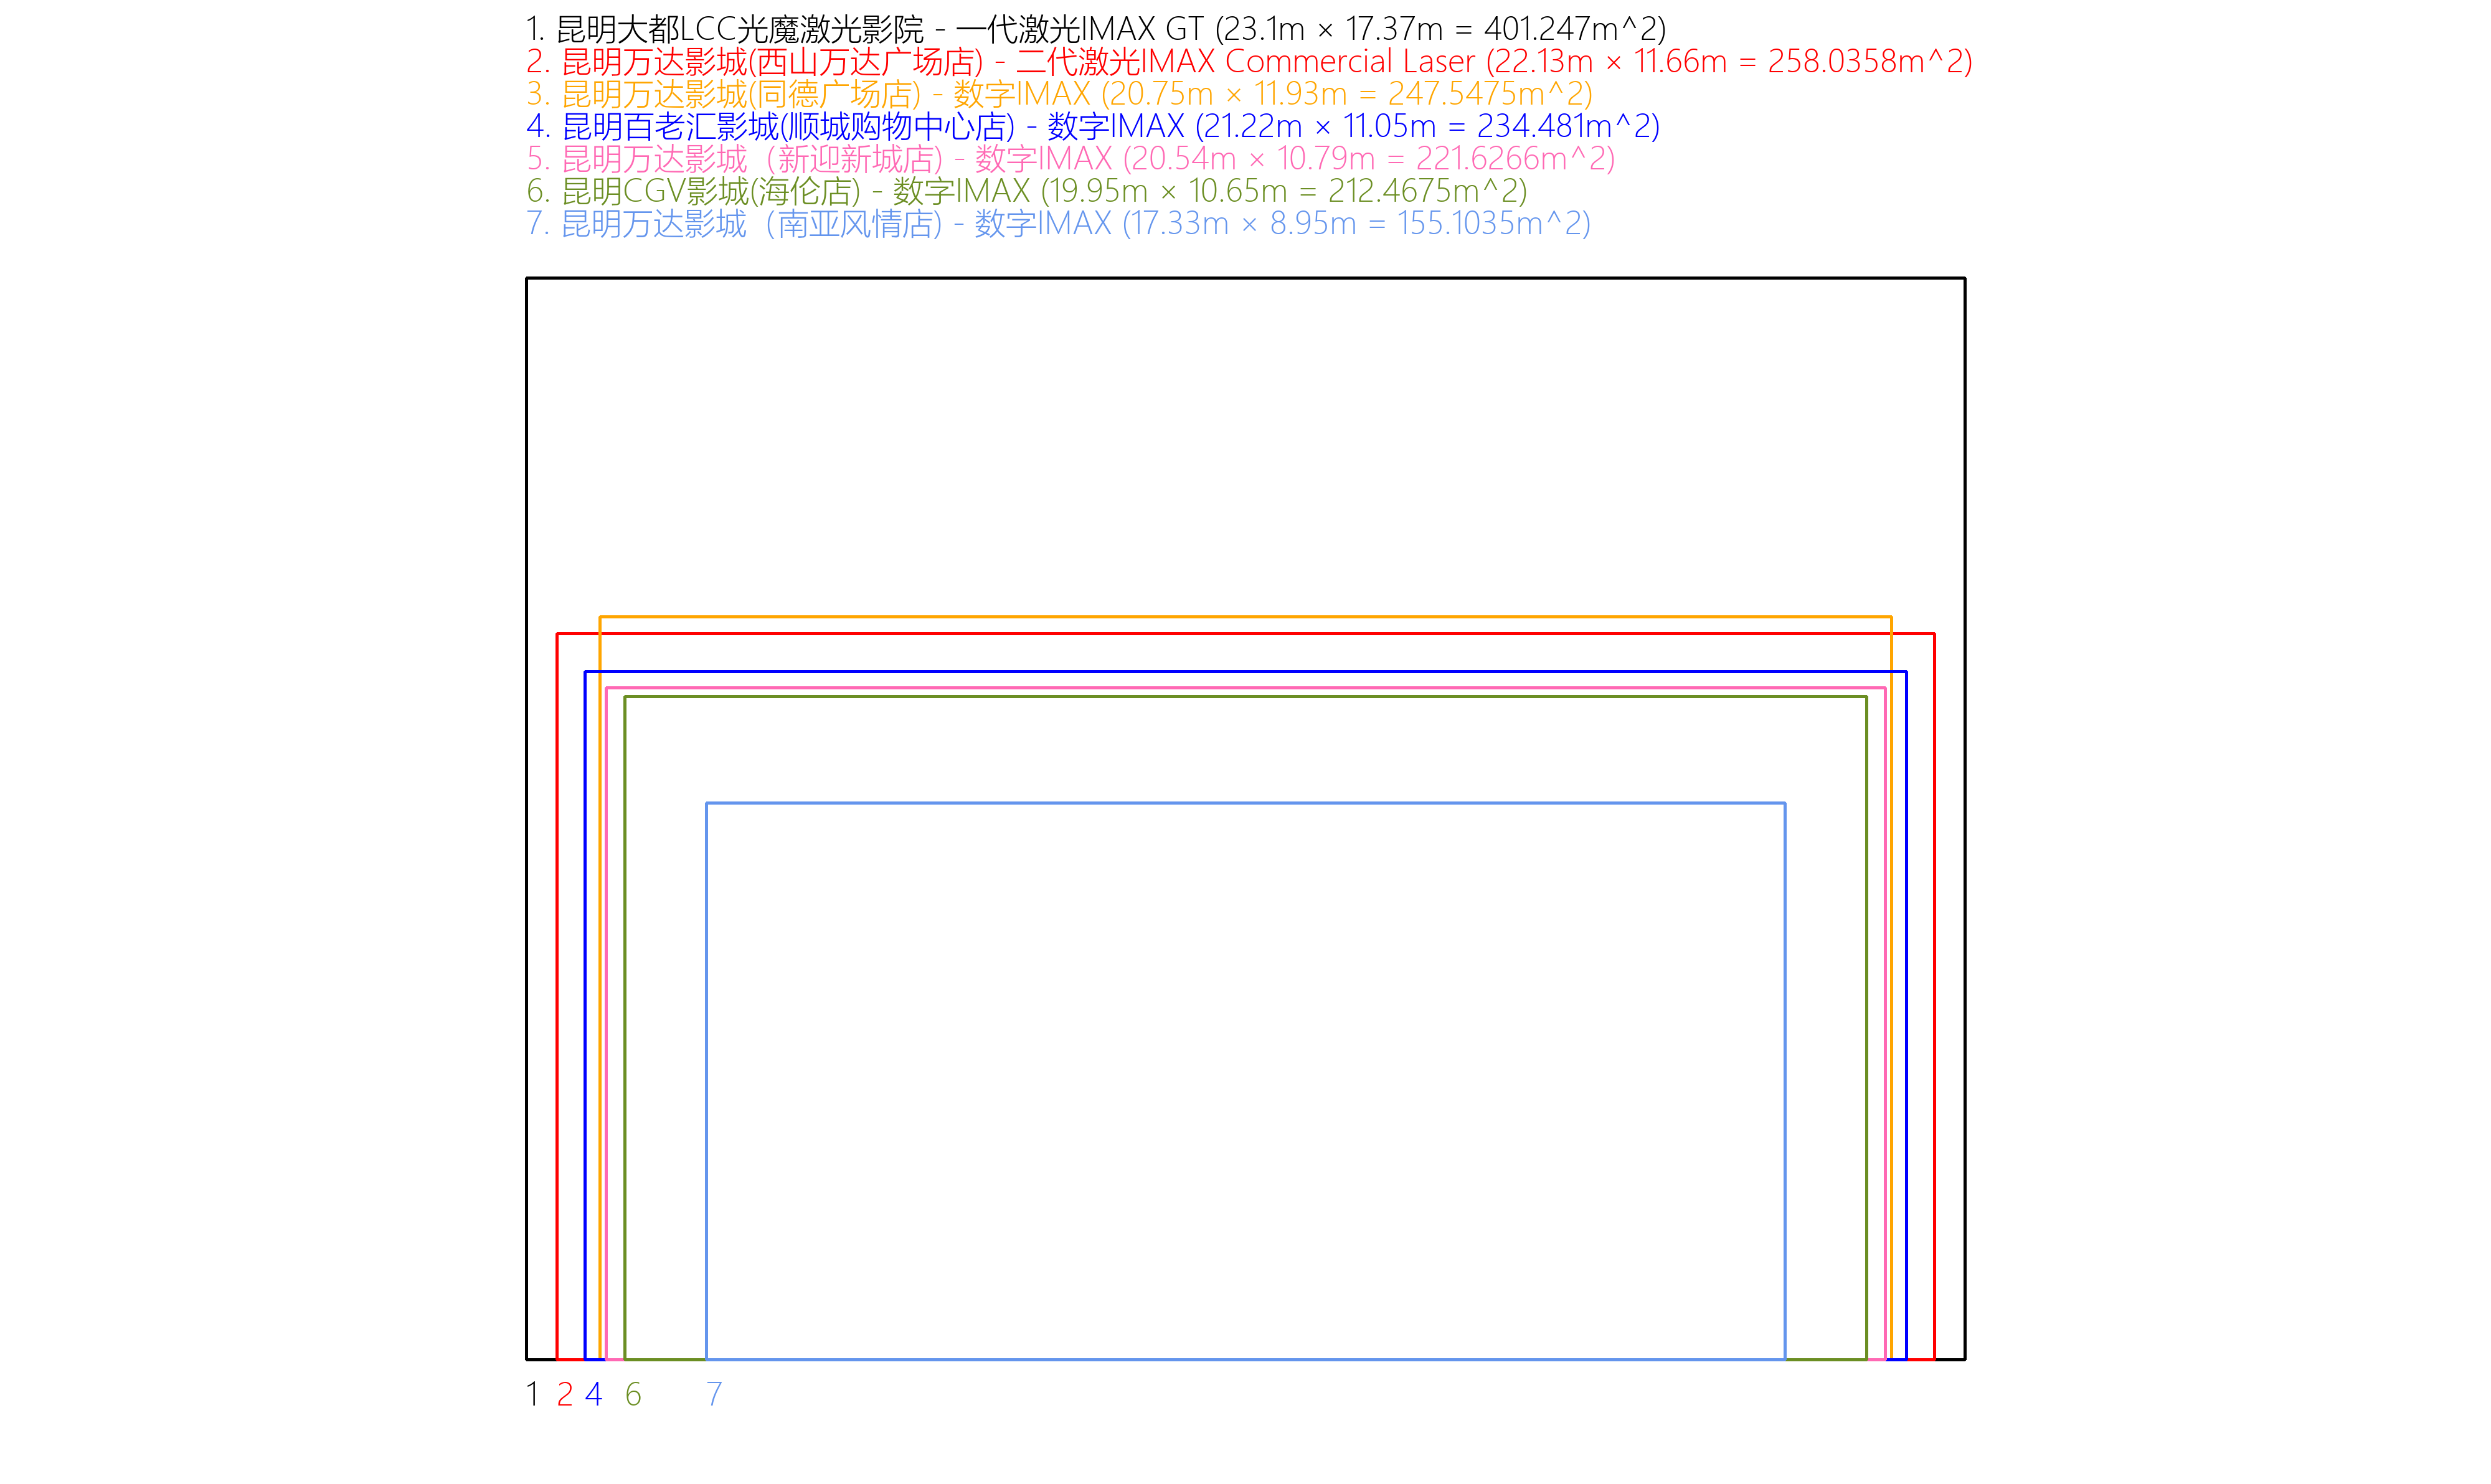 1. 昆明大都LCC光魔激光影院 - 一代激光IMAX GT (23.1m × 17.37m = 401.247m^2)
2. 昆明万达影城(西山万达广场店) - 二代激光IMAX Commercial Laser (22.13m × 11.66m = 258.0358m^2)
3. 昆明万达影城(同德广场店) - 数字IMAX (20.75m × 11.93m = 247.5475m^2)
4. 昆明百老汇影城(顺城购物中心店) - 数字IMAX (21.22m × 11.05m = 234.481m^2)
5. 昆明万达影城 (新迎新城店) - 数字IMAX (20.54m × 10.79m = 221.6266m^2)
6. 昆明CGV影城(海伦店) - 数字IMAX (19.95m × 10.65m = 212.4675m^2)
7. 昆明万达影城 (南亚风情店) - 数字IMAX (17.33m × 8.95m = 155.1035m^2)
1 2 4 6 7